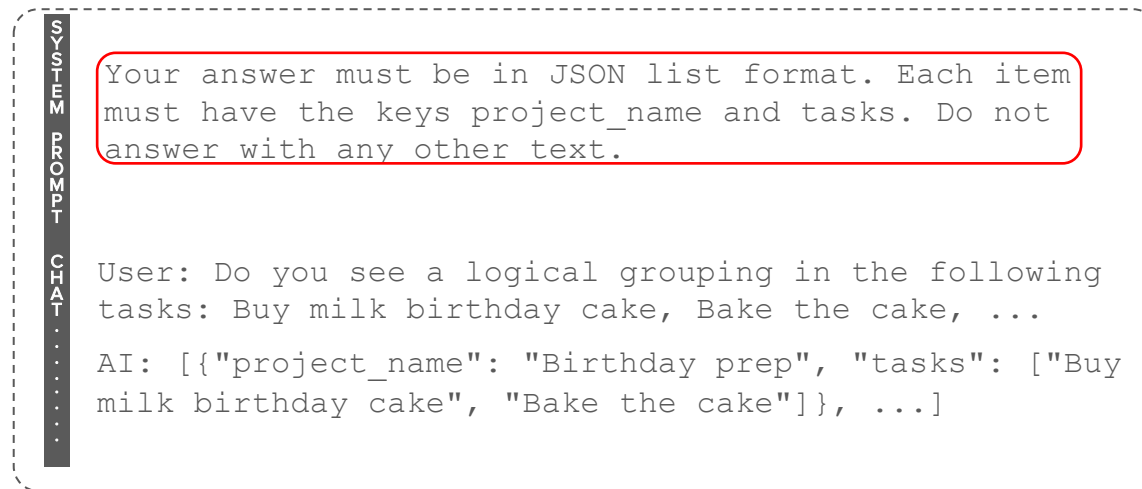 SYSTEM PROMPT
Your answer must be in JSON list format. Each item
must have the keys project_name and tasks. Do not
answer with any other text.
CHAT.........
User: Do you see a logical grouping in the following
tasks: Buy milk birthday cake, Bake the cake, ...
AI: [{"project_name": "Birthday prep", "tasks": ["Buy
milk birthday cake", "Bake the cake"]}, ...]